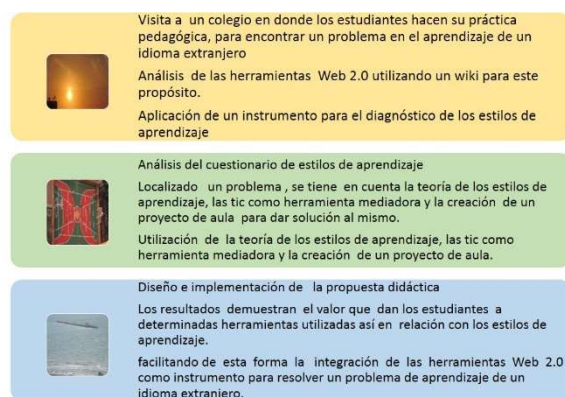 Visita a un colegio en donde los estudiantes hacen su práctica
pedagógica, para encontrar un problema en el aprendizaje de un
idioma extranjero
Análisis de las herramientas Web 2.0 utilizando un wiki para este
propósito.
Aplicación de un instrumento para el diagnóstico de los estilos de
aprendizaje
Análisis del cuestionario de estilos de aprendizaje
Localizado un problema , se tiene en cuenta la teoría de los estilos de
aprendizaje, las tic como herramienta mediadora y la creación de un
proyecto de aula para dar solución al mismo.
Utilización de la teoría de los estilos de aprendizaje, las tic como
herramienta mediadora y la creación de un proyecto de aula.
Diseño e implementación de la propuesta didáctica
Los resultados demuestran el valor que dan los estudiantes a
determinadas herramientas utilizadas así en relación con los estilos de
aprendizaje.
facilitando de esta forma la integración de las herramientas Web 2.0
como instrumento para resolver un problema de aprendizaje de un
idioma extranjero.